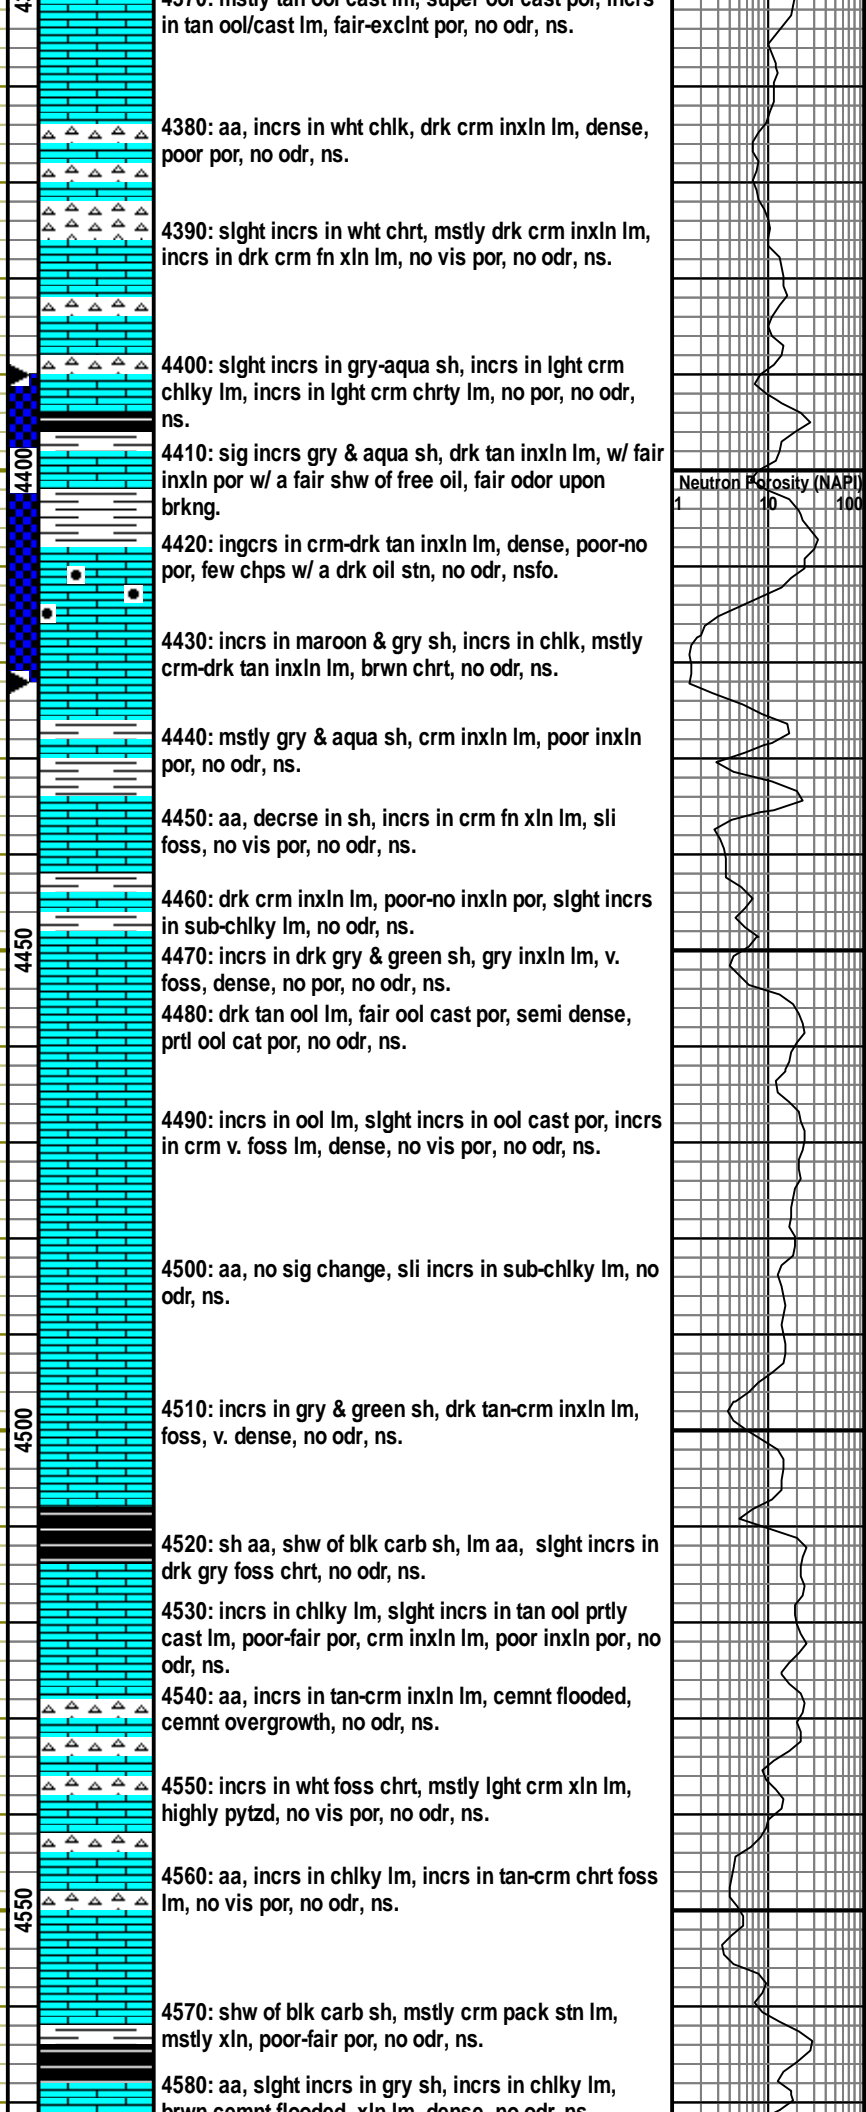 4370: mstly tan ool cast lm, super ool cast por, incrs
in tan ool/cast lm, fair-exclnt por, no odr, ns.
4380: aa, incrs in wht chlk, drk crm inxln lm, dense,
poor por, no odr, ns.
4390: slght incrs in wht chrt, mstly drk crm inxln lm,
incrs in drk crm fn xln lm, no vis por, no odr, ns.
4400: slght incrs in gry-aqua sh, incrs in lght crm
chlky lm, incrs in lght crm chrty lm, no por, no odr,
ns.
4400
4410: sig incrs gry & aqua sh, drk tan inxln lm, w/ fair
inxln por w/ a fair shw of free oil, fair odor upon
brkng.
Neutron Porosity (NAPI)
1 10 100
4420: ingcrs in crm-drk tan inxln lm, dense, poor-no
por, few chps w/ a drk oil stn, no odr, nsfo.
4430: incrs in maroon & gry sh, incrs in chlk, mstly
crm-drk tan inxln lm, brwn chrt, no odr, ns.
4440: mstly gry & aqua sh, crm inxln lm, poor inxln
por, no odr, ns.
4450: aa, decrse in sh, incrs in crm fn xln lm, sli
foss, no vis por, no odr, ns.
4460: drk crm inxln lm, poor-no inxln por, slght incrs
in sub-chlky lm, no odr, ns.
4450
4470: incrs in drk gry & green sh, gry inxln lm, v.
foss, dense, no por, no odr, ns.
4480: drk tan ool lm, fair ool cast por, semi dense,
prtl ool cat por, no odr, ns.
4490: incrs in ool lm, slght incrs in ool cast por, incrs
in crm v. foss lm, dense, no vis por, no odr, ns.
4500: aa, no sig change, sli incrs in sub-chlky lm, no
odr, ns.
4510: incrs in gry & green sh, drk tan-crm inxln lm,
foss, v. dense, no odr, ns.
4500
4520: sh aa, shw of blk carb sh, lm aa, slght incrs in
drk gry foss chrt, no odr, ns.
4530: incrs in chlky lm, slght incrs in tan ool prtly
cast lm, poor-fair por, crm inxln lm, poor inxln por, no
odr, ns.
4540: aa, incrs in tan-crm inxln lm, cemnt flooded,
cemnt overgrowth, no odr, ns.
4550: incrs in wht foss chrt, mstly lght crm xln lm,
highly pytzd, no vis por, no odr, ns.
4560: aa, incrs in chlky lm, incrs in tan-crm chrt foss
lm, no vis por, no odr, ns.
4550
4570: shw of blk carb sh, mstly crm pack stn lm,
mstly xln, poor-fair por, no odr, ns.
4580: aa, slght incrs in gry sh, incrs in chlky lm,
brwn cemnt flooded, xln lm, dense, no odr, ns.